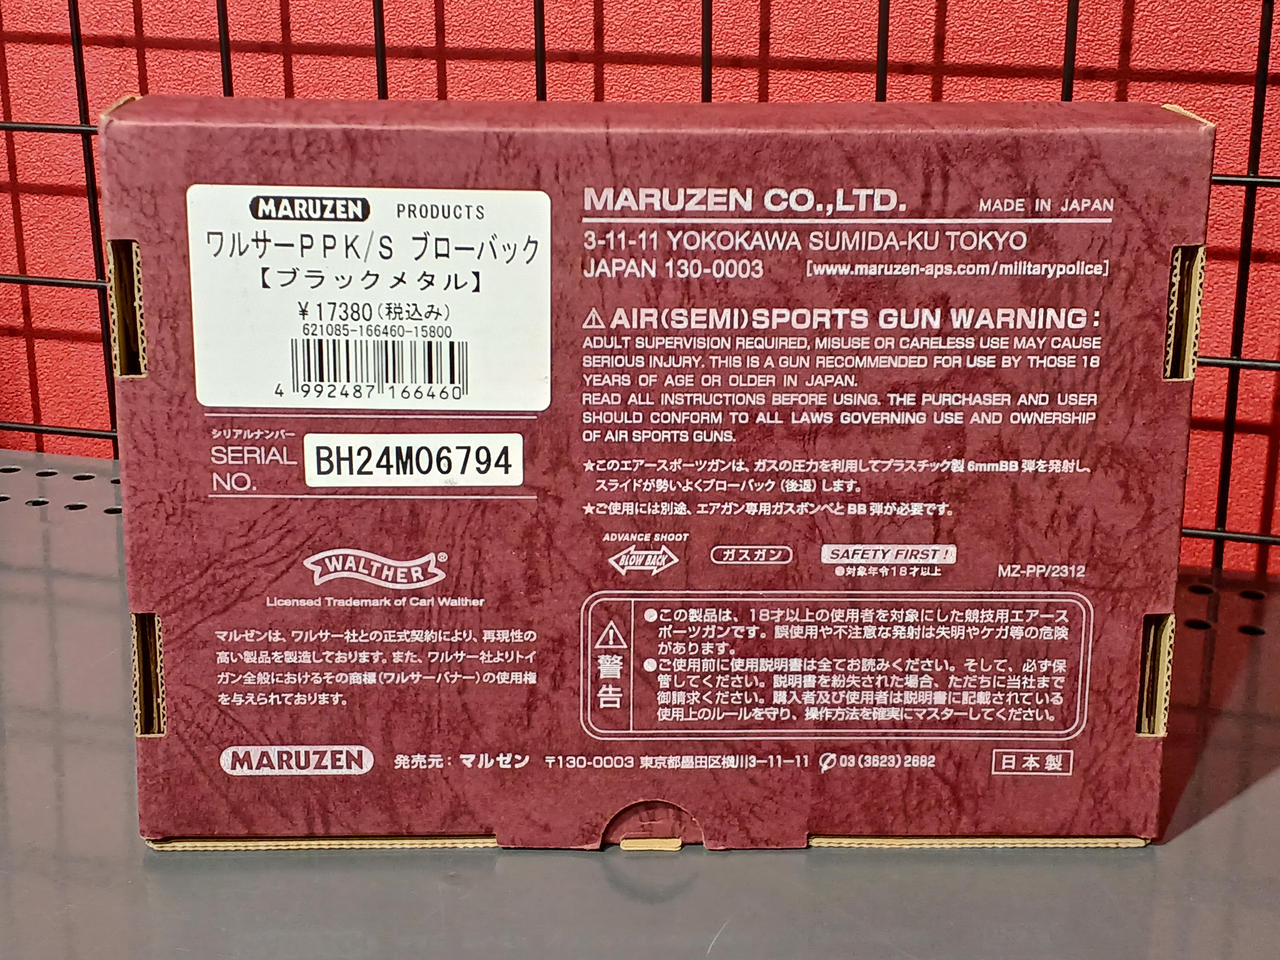 MARUZEN PRODUCTS
ワルサーPPK/S ブローバック
【ブラックメタル】
￥17380(税込み)
621085-166460-15800
4 992487 166460
シリアルナンバー
SERIAL NO.
BH24M06794
WALTHER®
Licensed Trademark of Carl Walther
マルゼンは、ワルサー社との正式契約により、再現性の
高い製品を製造しております。また、ワルサー社よりトイ
ガン全般におけるその商標(ワルサーバナー)の使用権
を与えられております。
MARUZEN CO.,LTD. MADE IN JAPAN
3-11-11 YOKOKAWA SUMIDA-KU TOKYO
JAPAN 130-0003 [www.maruzen-aps.com/militarypolice]
⚠AIR(SEMI)SPORTS GUN WARNING:
ADULT SUPERVISION REQUIRED, MISUSE OR CARELESS USE MAY CAUSE
SERIOUS INJURY. THIS IS A GUN RECOMMENDED FOR USE BY THOSE 18
YEARS OF AGE OR OLDER IN JAPAN.
READ ALL INSTRUCTIONS BEFORE USING. THE PURCHASER AND USER
SHOULD CONFORM TO ALL LAWS GOVERNING USE AND OWNERSHIP
OF AIR SPORTS GUNS.
★このエアースポーツガンは、ガスの圧力を利用してプラスチック製6mmBB弾を発射し、
スライドが勢いよくブローバック(後退)します。
★ご使用には別途、エアガン専用ガスボンベとBB弾が必要です。
ADVANCE SHOOT
BLOW BACK
ガスガン
SAFETY FIRST!
●対象年令18才以上
MZ-PP/2312
⚠警告
●この製品は、18才以上の使用者を対象にした競技用エアース
ポーツガンです。誤使用や不注意な発射は失明やケガ等の危険
があります。
●ご使用前に使用説明書は全てお読みください。そして、必ず保
管してください。説明書を紛失された場合、ただちに当社まで
御請求ください。購入者及び使用者は説明書に記載されている
使用上のルールを守り、操作方法を確実にマスターしてください。
MARUZEN 発売元：マルゼン 〒130-0003 東京都墨田区横川3-11-11 ✆03(3623)2662 日本製